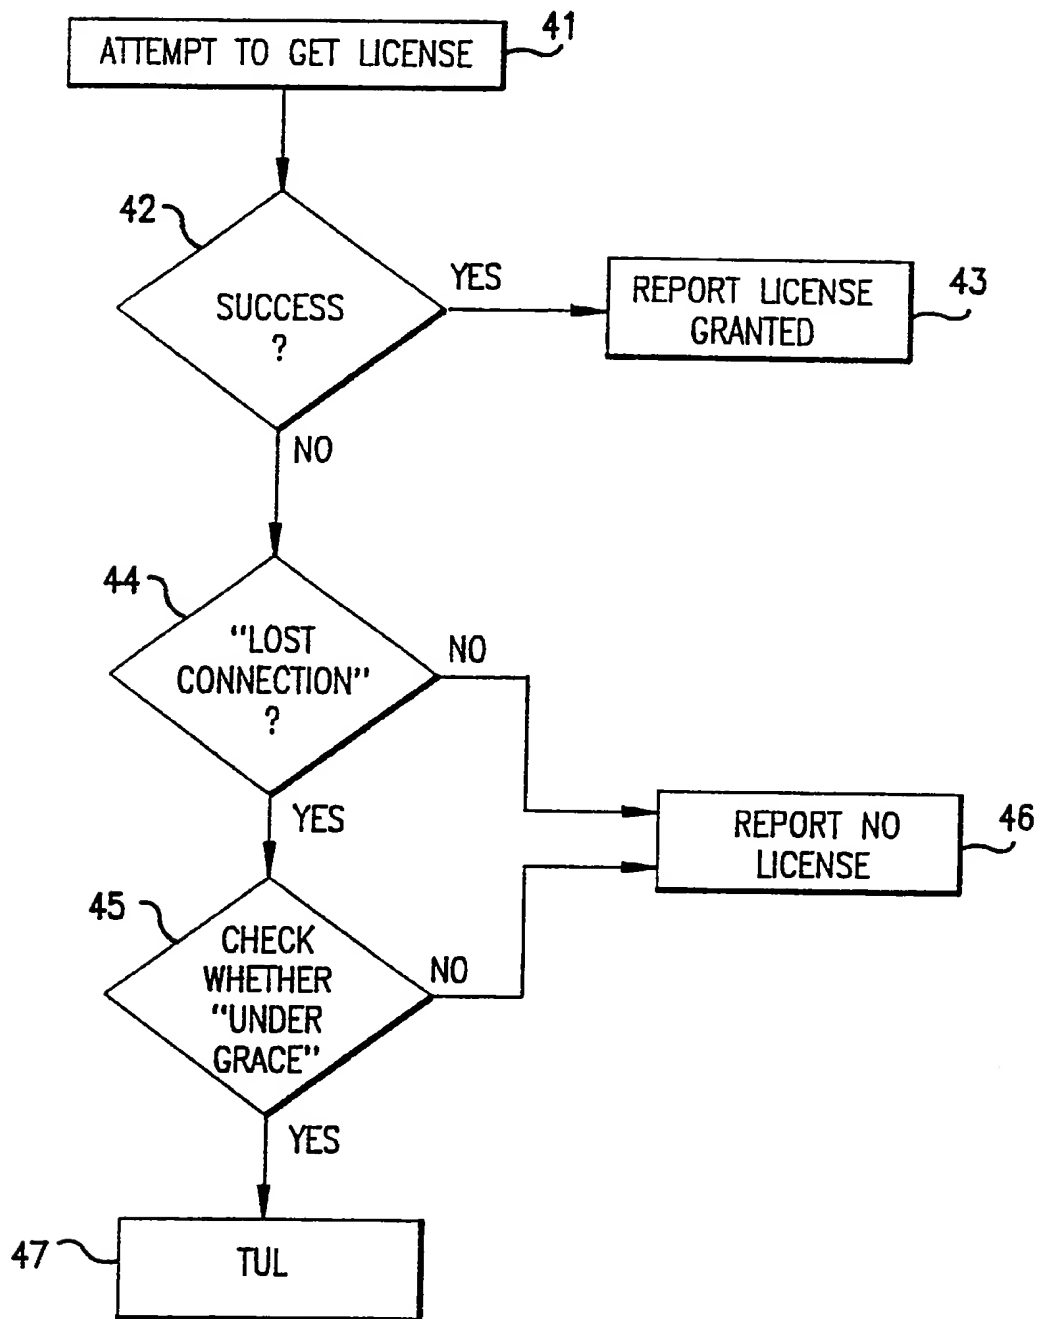 ATTEMPT TO GET LICENSE
41
42
SUCCESS
?
YES
REPORT LICENSE
GRANTED
43
NO
44
"LOST
CONNECTION"
?
NO
YES
REPORT NO
LICENSE
46
45
CHECK
WHETHER
"UNDER
GRACE"
NO
YES
47
TUL